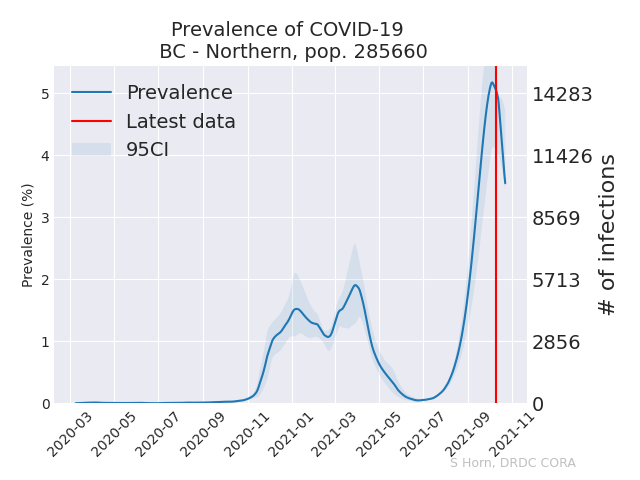 Prevalence of COVID-19
BC - Northern, pop. 285660
Prevalence
Latest data
95CI
Prevalence (%)
5
4
3
2
1
0
14283
11426
8569
5713
2856
0
# of infections
2020-03
2020-05
2020-07
2020-09
2020-11
2021-01
2021-03
2021-05
2021-07
2021-09
2021-11
S Horn, DRDC CORA